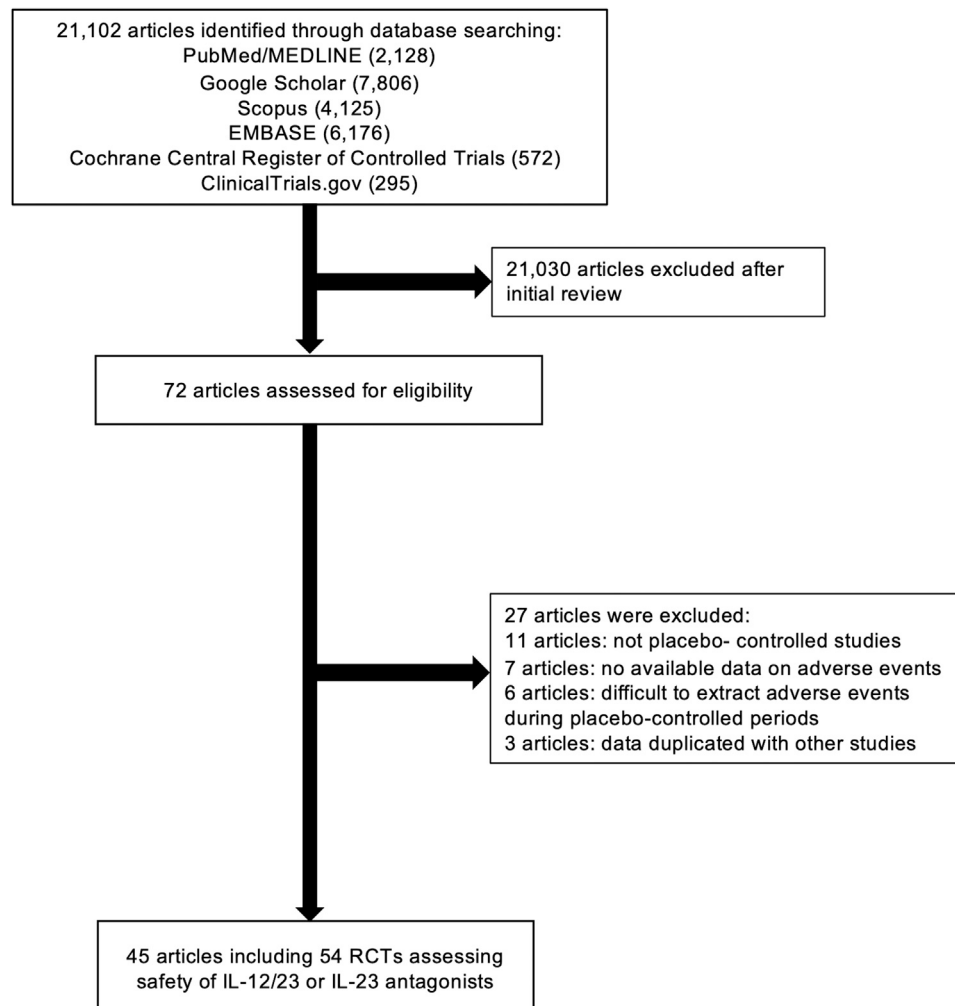 21,102 articles identified through database searching:
PubMed/MEDLINE (2,128)
Google Scholar (7,806)
Scopus (4,125)
EMBASE (6,176)
Cochrane Central Register of Controlled Trials (572)
ClinicalTrials.gov (295)
21,030 articles excluded after
initial review
72 articles assessed for eligibility
27 articles were excluded:
11 articles: not placebo- controlled studies
7 articles: no available data on adverse events
6 articles: difficult to extract adverse events
during placebo-controlled periods
3 articles: data duplicated with other studies
45 articles including 54 RCTs assessing
safety of IL-12/23 or IL-23 antagonists